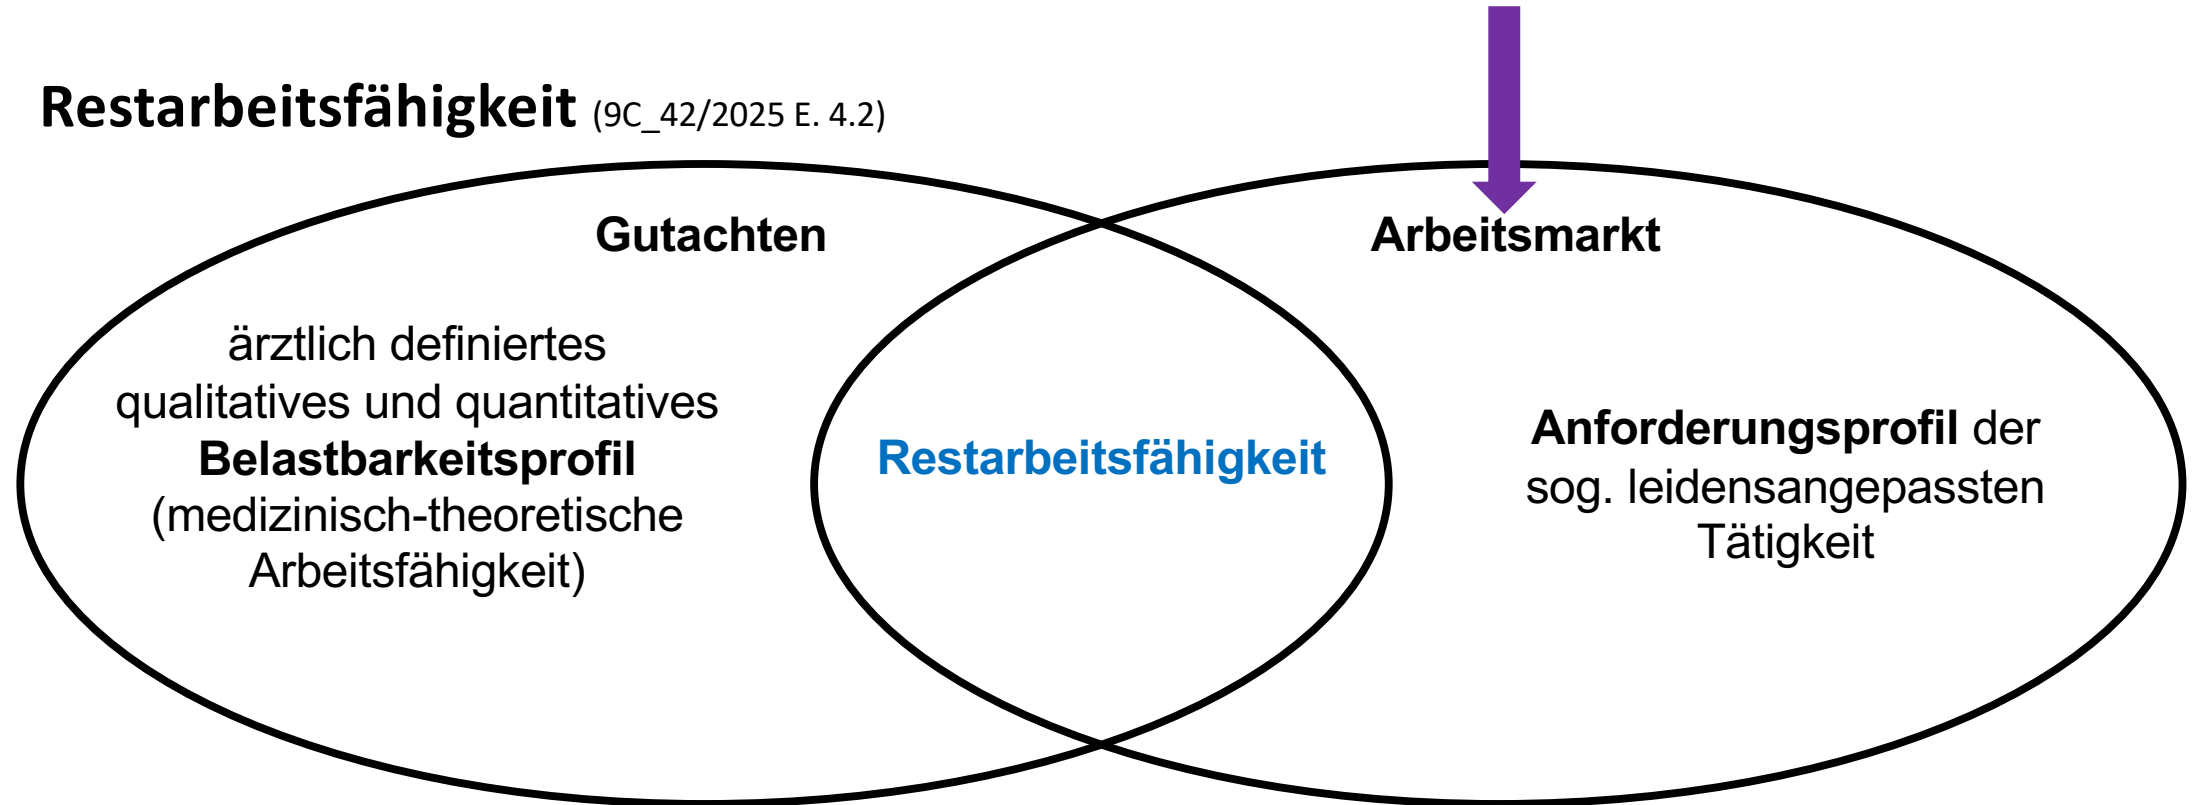 Restarbeitsfähigkeit (9C_42/2025 E. 4.2)
Gutachten
ärztlich definiertes
qualitatives und quantitatives
Belastbarkeitsprofil
(medizinisch-theoretische
Arbeitsfähigkeit)
Restarbeitsfähigkeit
Arbeitsmarkt
Anforderungsprofil der
sog. leidensangepassten
Tätigkeit